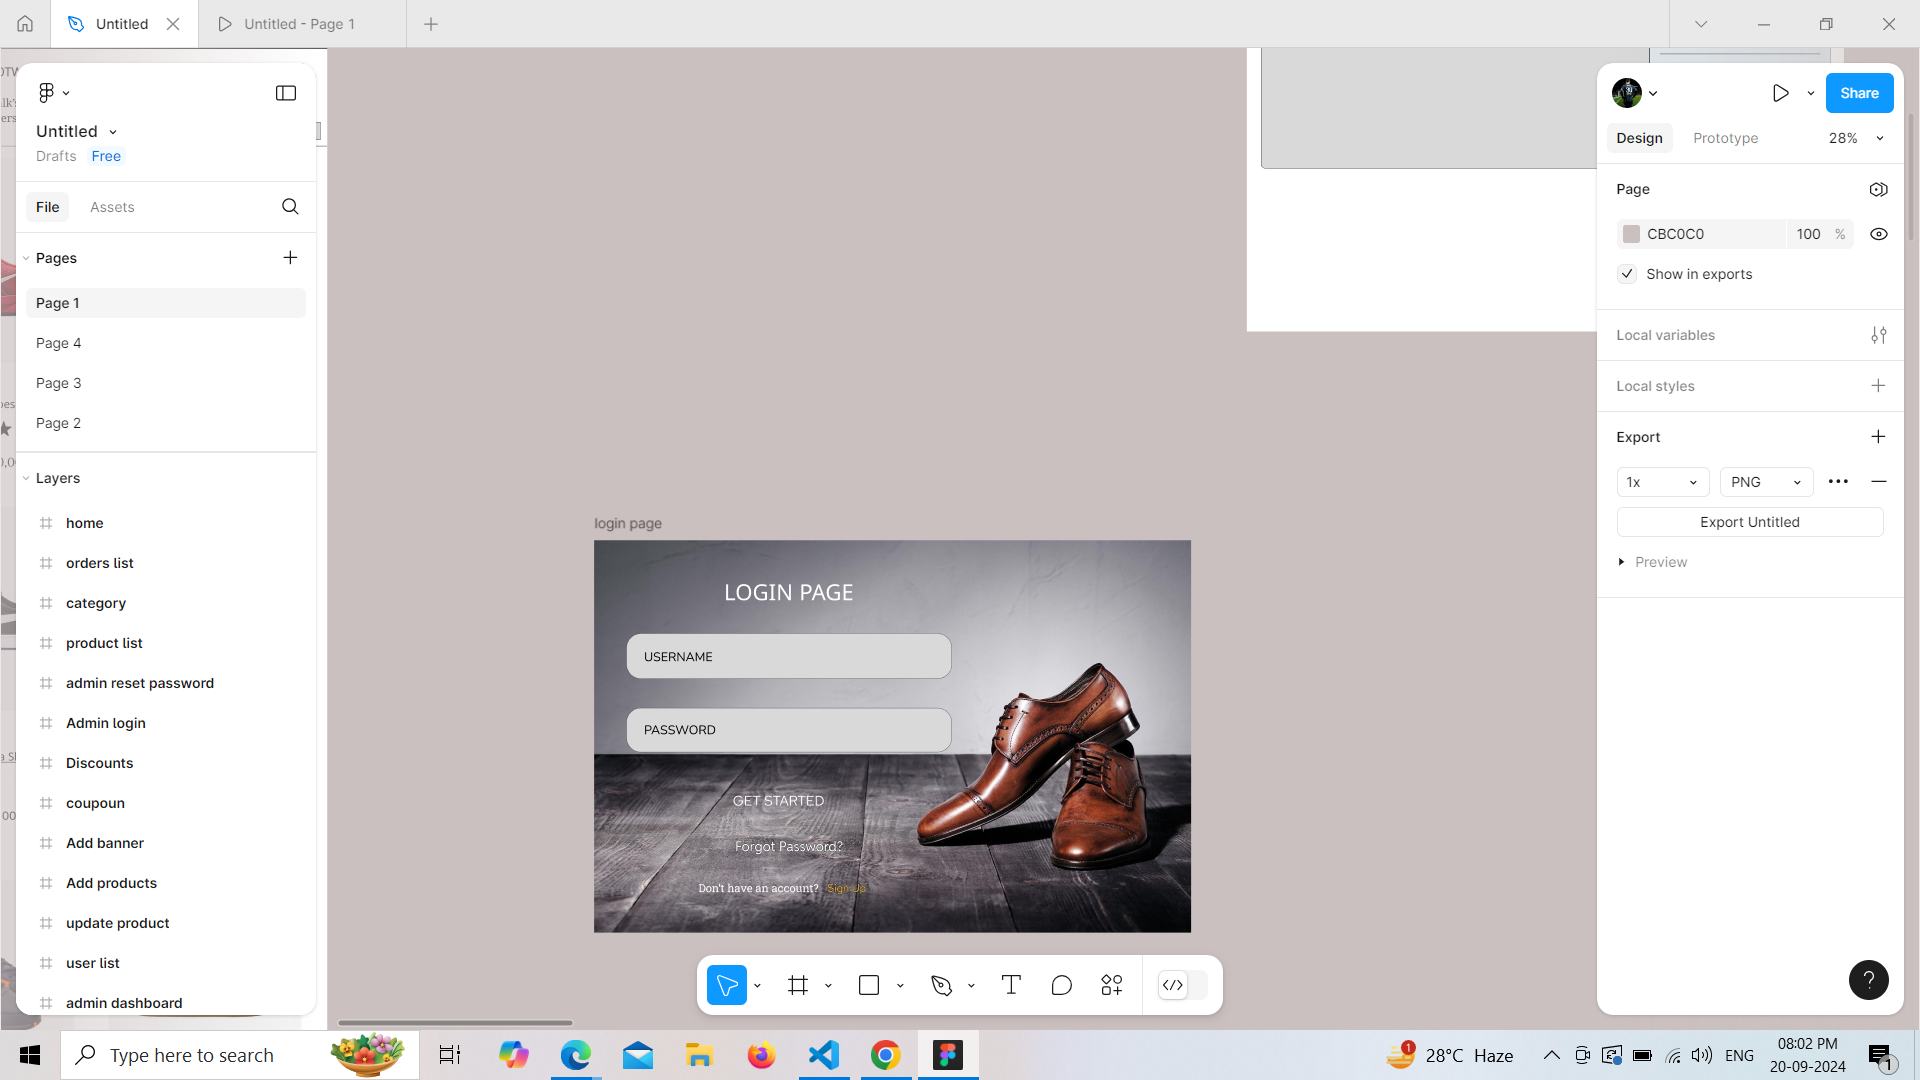 Untitled
Untitled - Page 1
Untitled
Drafts Free
File Assets
Pages
Page 1
Page 4
Page 3
Page 2
Layers
home
orders list
category
product list
admin reset password
Admin login
Discounts
coupoun
Add banner
Add products
update product
user list
admin dashboard
login page
LOGIN PAGE
USERNAME
PASSWORD
GET STARTED
Forgot Password?
Don't have an account? Sign Up
Share
Design Prototype 28%
Page
CBC0C0 100 %
Show in exports
Local variables
Local styles
Export
1x PNG
Export Untitled
Preview
?
Type here to search
1
28°C Haze
ENG
08:02 PM
20-09-2024
1